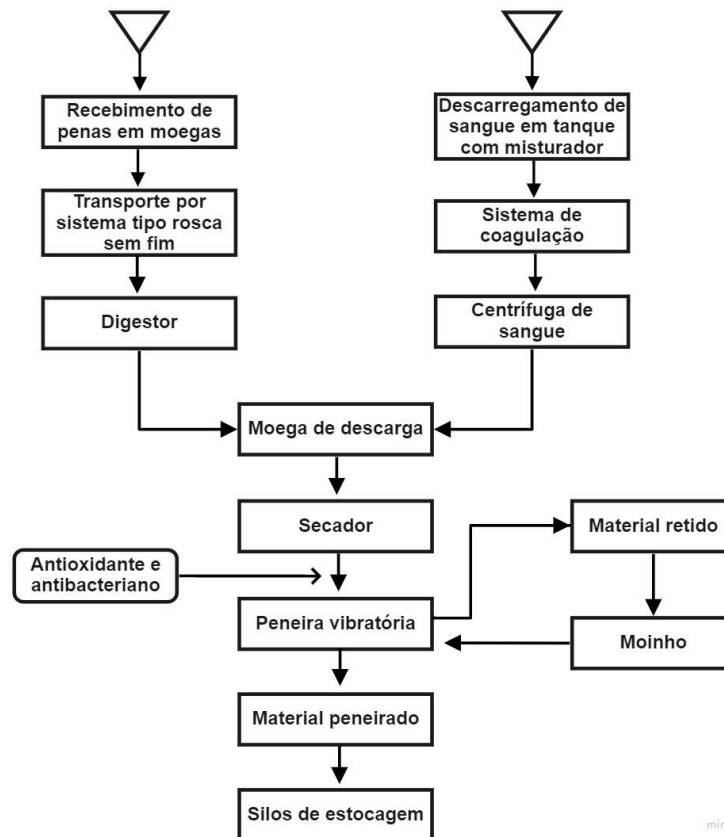 Recebimento de
penas em moegas
Transporte por
sistema tipo rosca
sem fim
Digestor
Descarregamento de
sangue em tanque
com misturador
Sistema de
coagulação
Centrífuga de
sangue
Moega de descarga
Secador
Antioxidante e
antibacteriano
Peneira vibratória
Material retido
Moinho
Material peneirado
Silos de estocagem